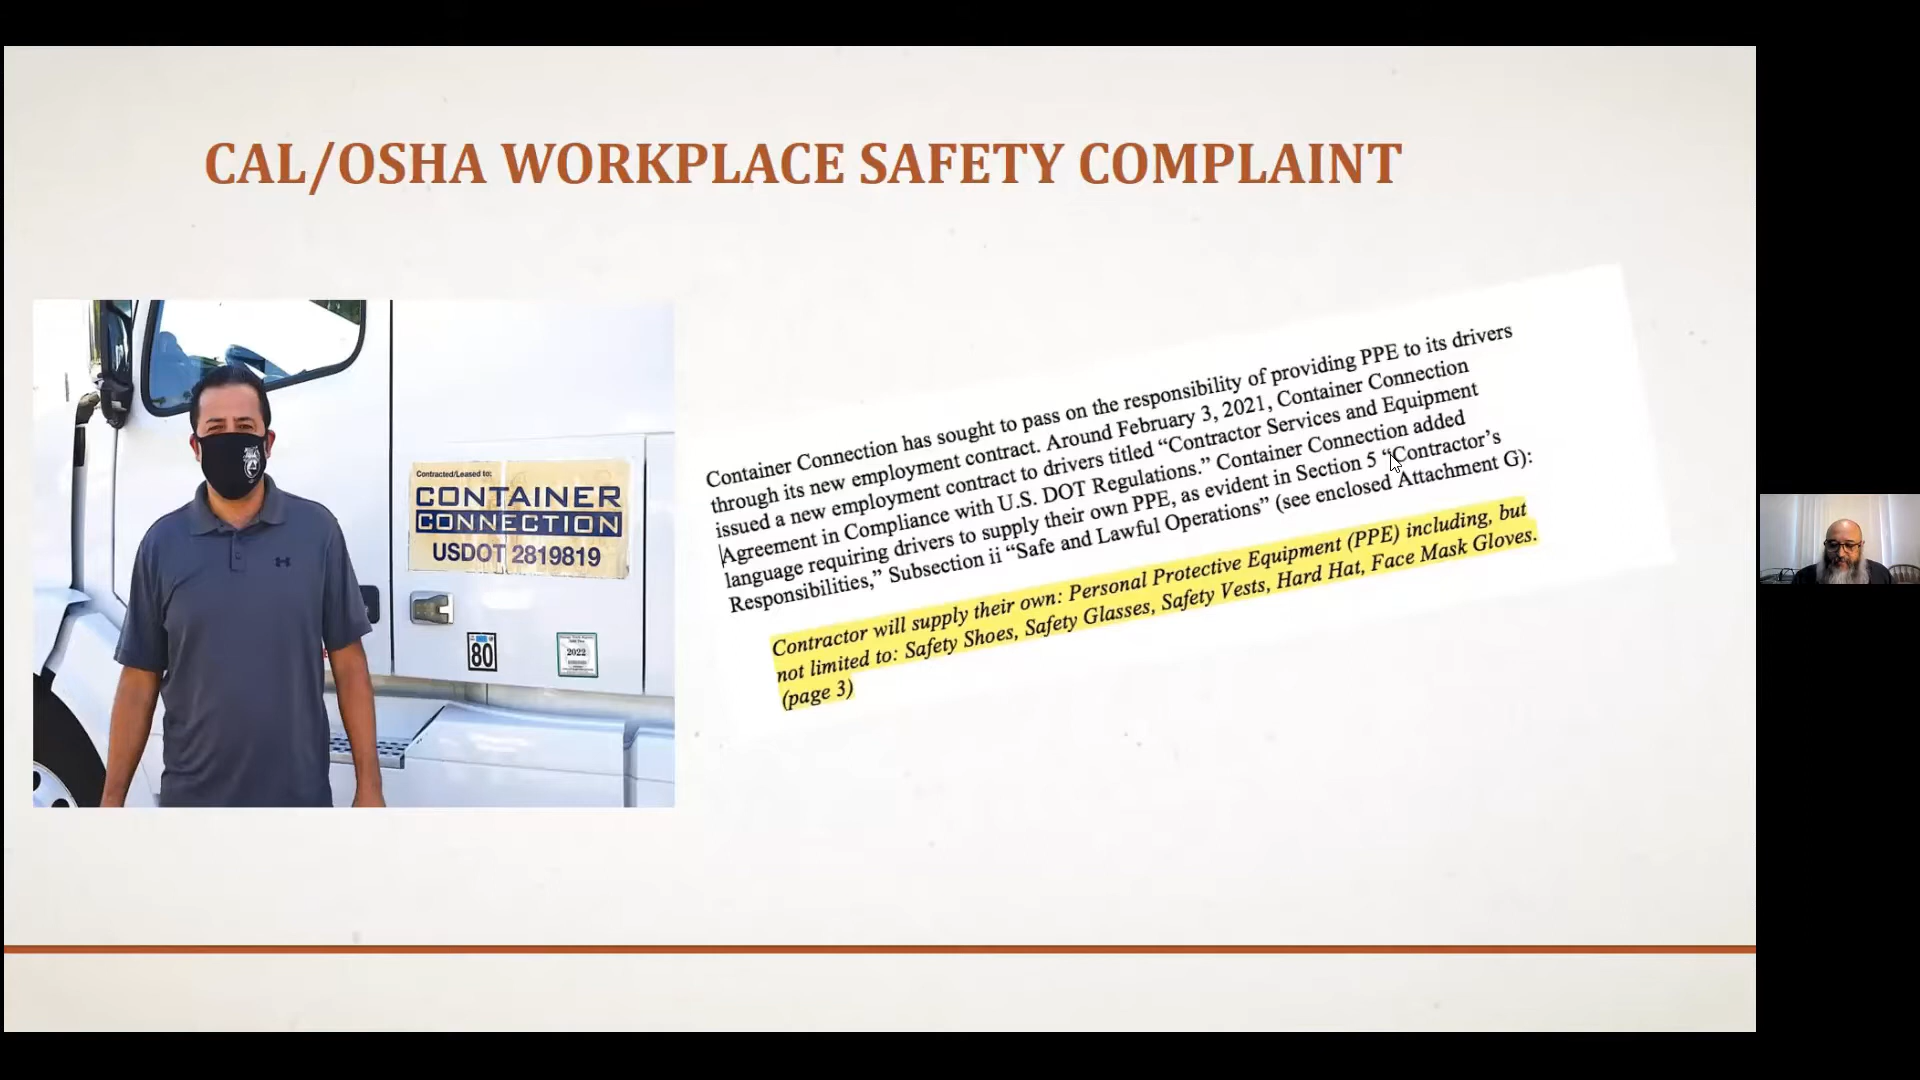 CAL/OSHA WORKPLACE SAFETY COMPLAINT
Contracted/Leased to:
CONTAINER
CONNECTION
USDOT 2819819
80
2022
Container Connection has sought to pass on the responsibility of providing PPE to its drivers
through its new employment contract. Around February 3, 2021, Container Connection
issued a new employment contract to drivers titled “Contractor Services and Equipment
Agreement in Compliance with U.S. DOT Regulations.” Container Connection added
language requiring drivers to supply their own PPE, as evident in Section 5 “Contractor’s
Responsibilities,” Subsection ii “Safe and Lawful Operations” (see enclosed Attachment G):
Contractor will supply their own: Personal Protective Equipment (PPE) including, but
not limited to: Safety Shoes, Safety Glasses, Safety Vests, Hard Hat, Face Mask Gloves.
(page 3)